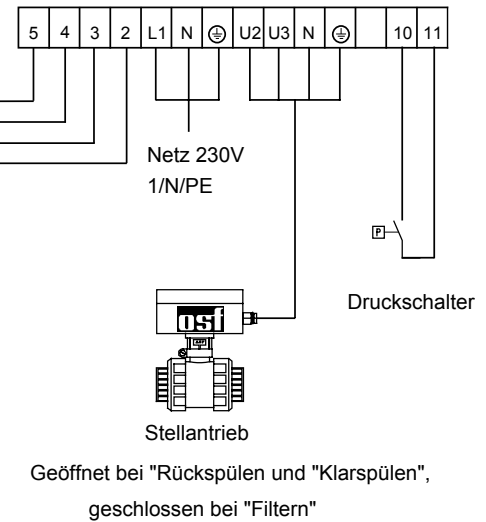 5 4 3 2 L1 N U2 U3 N 10 11
Netz 230V
1/N/PE
P
Druckschalter
osf
Stellantrieb
Geöffnet bei "Rückspülen und "Klarspülen",
geschlossen bei "Filtern"